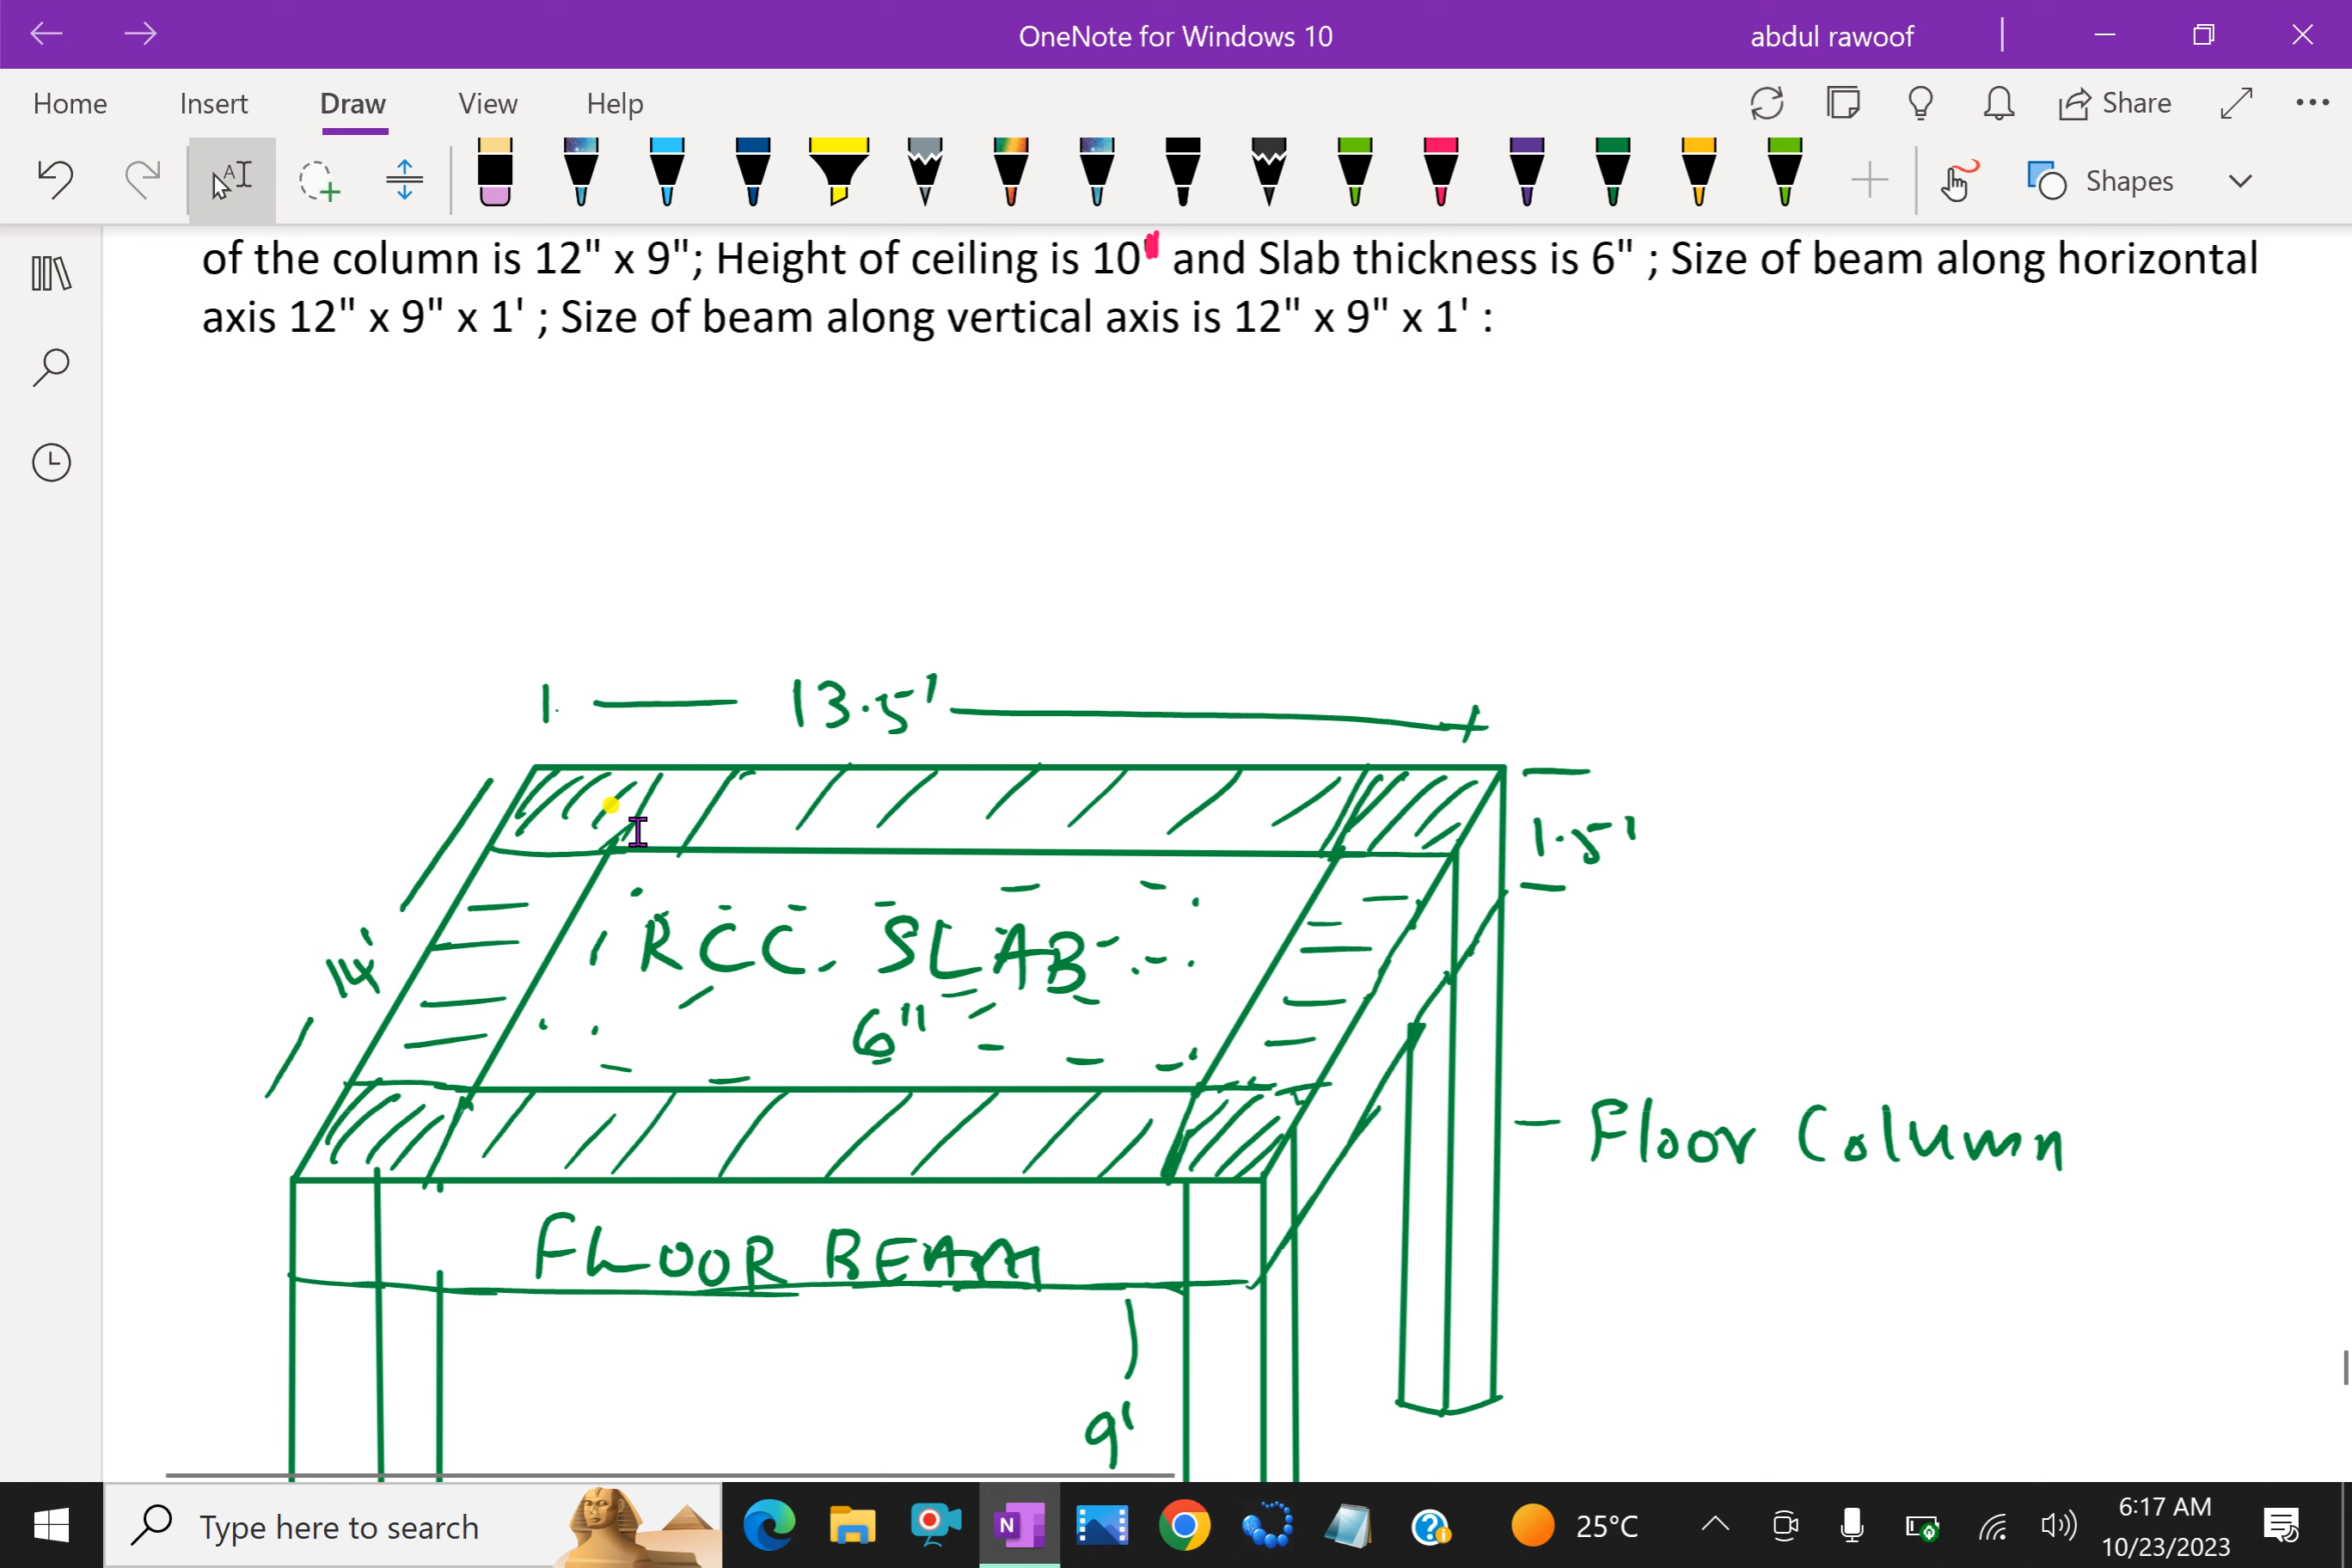 OneNote for Windows 10
abdul rawoof
Home Insert Draw View Help
Share
Shapes
of the column is 12" x 9"; Height of ceiling is 10' and Slab thickness is 6" ; Size of beam along horizontal
axis 12" x 9" x 1' ; Size of beam along vertical axis is 12" x 9" x 1' :
13.5'
1.5'
14'
RCC. SLAB
6"
Floor Column
FLOOR BEAM
9'
Type here to search
25°C
6:17 AM
10/23/2023